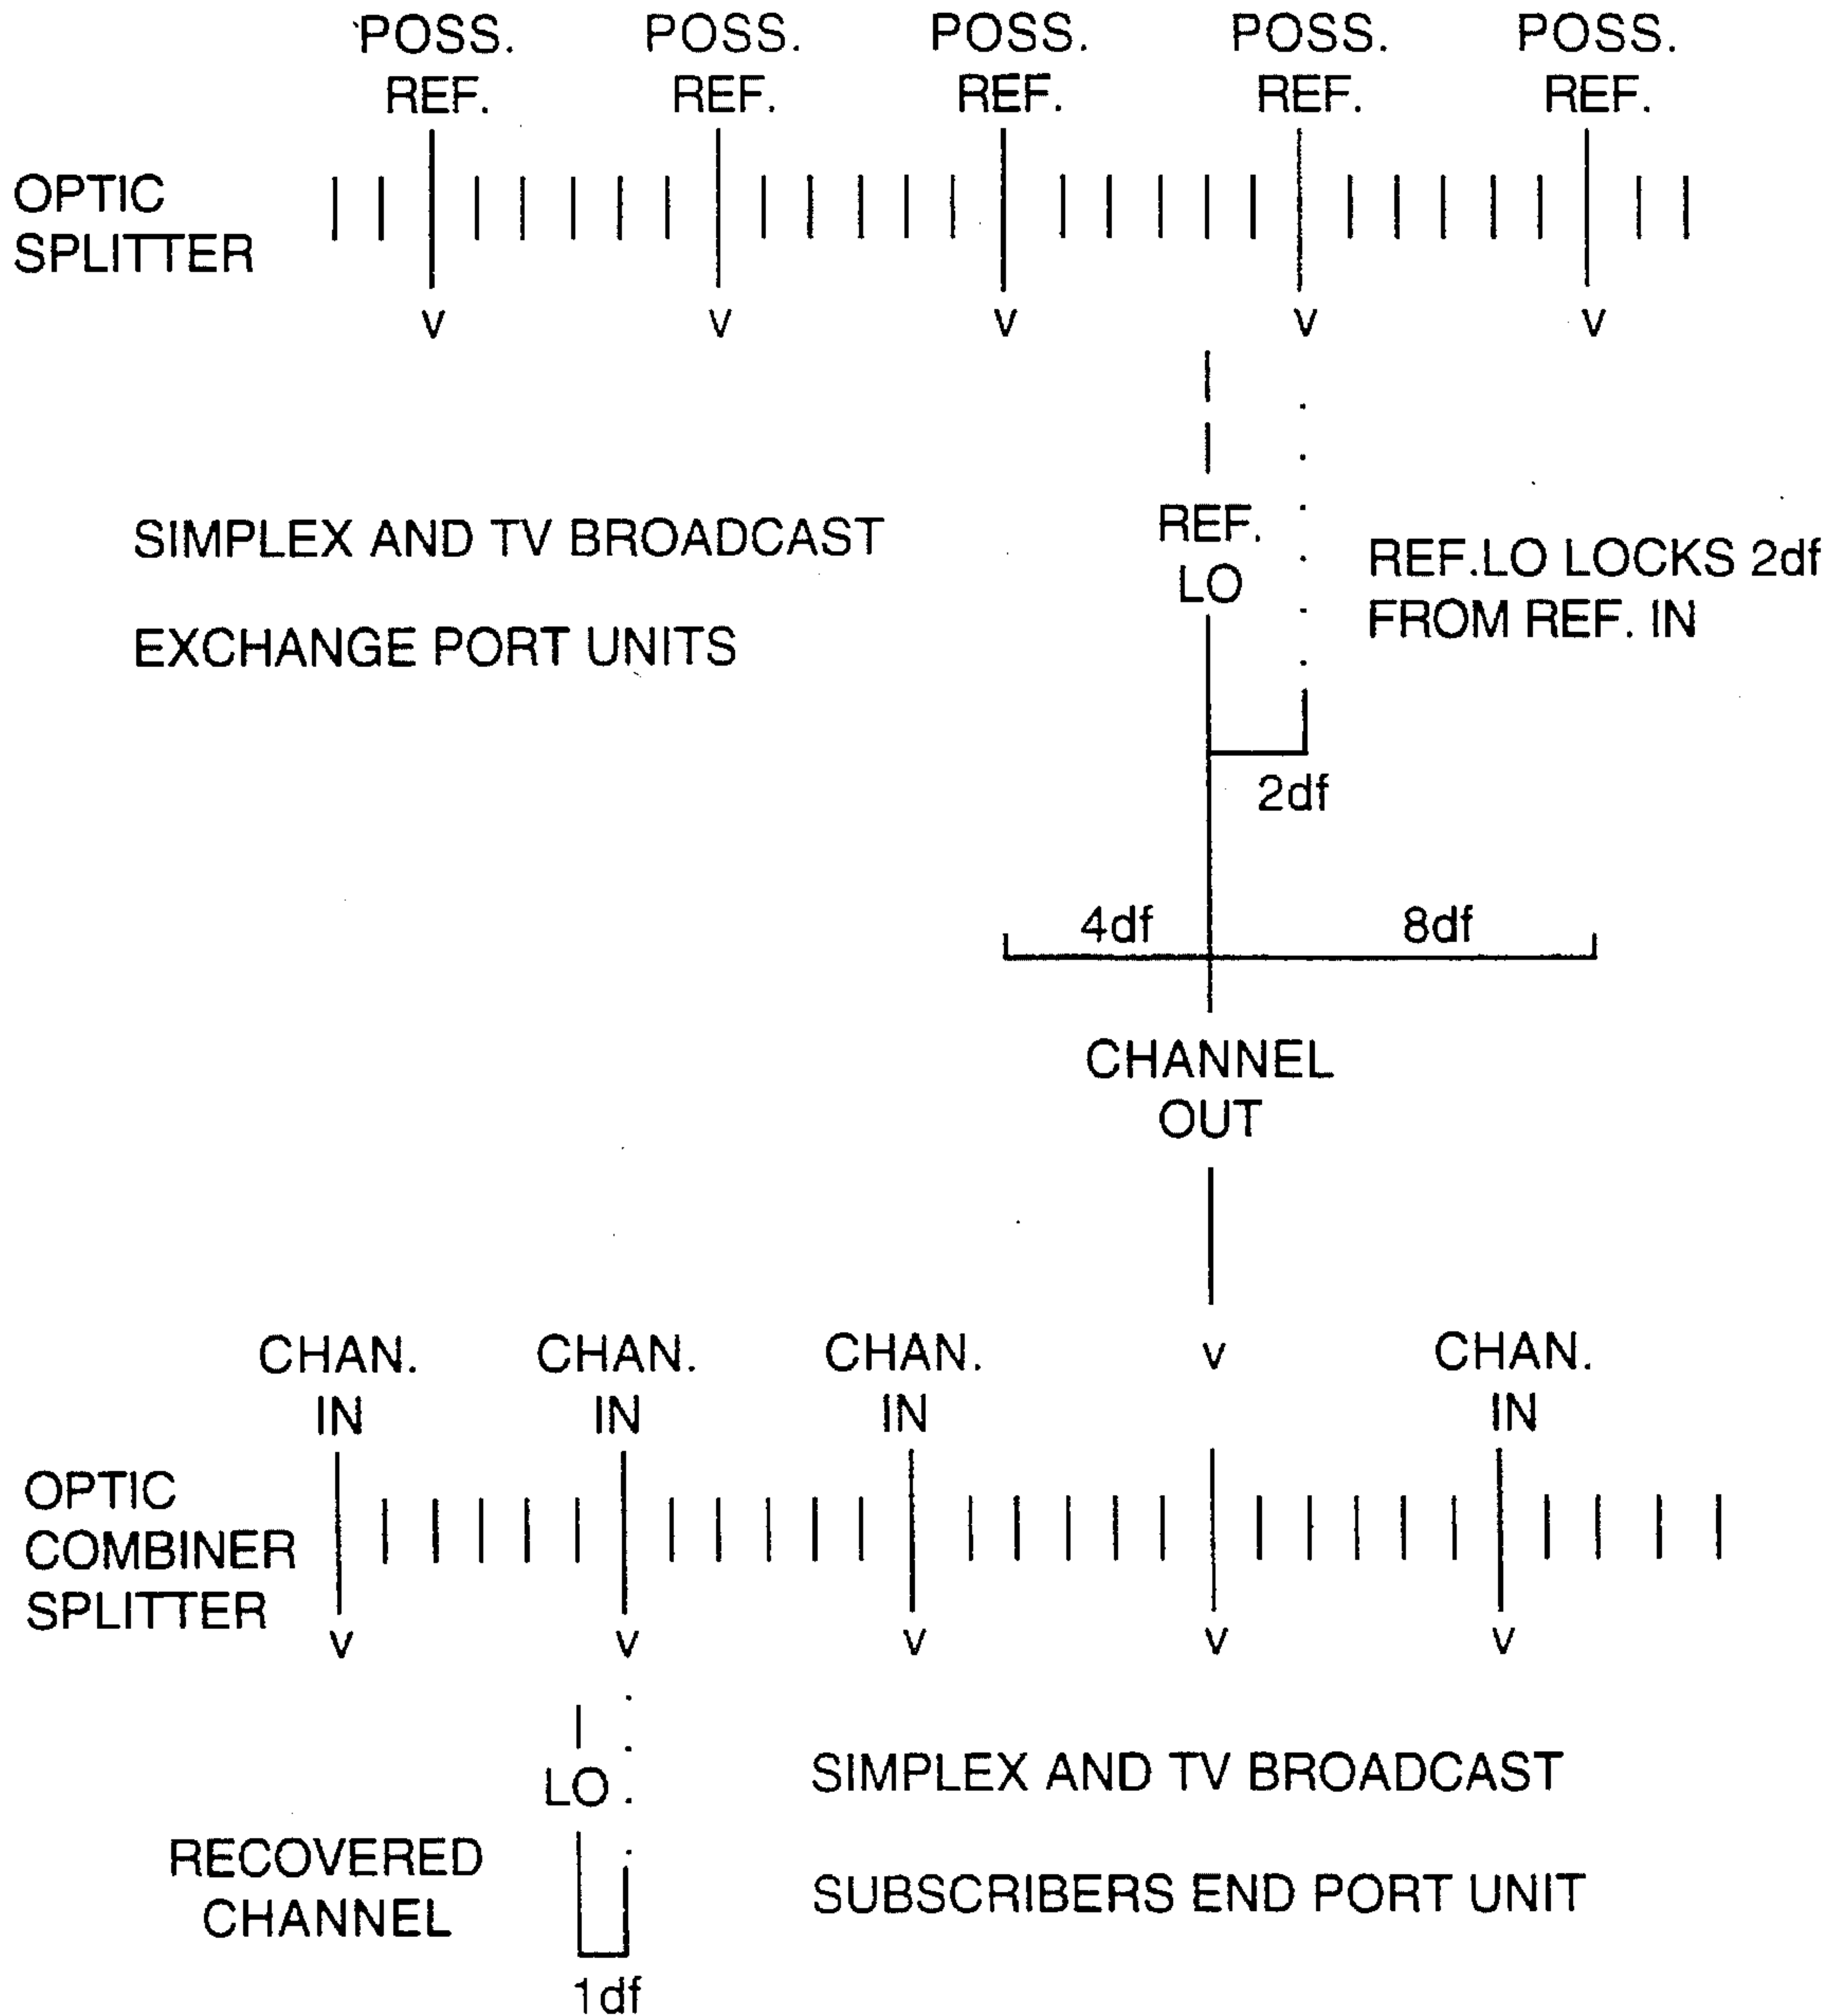 POSS. POSS. POSS. POSS. POSS.
REF. REF. REF. REF. REF.
OPTIC
SPLITTER
v v v v v
REF.
LO
SIMPLEX AND TV BROADCAST
EXCHANGE PORT UNITS
REF.LO LOCKS 2df
FROM REF. IN
2df
4df 8df
CHANNEL
OUT
v
CHAN. CHAN. CHAN. CHAN.
IN IN IN IN
OPTIC
COMBINER
SPLITTER
v v v v v
LO
SIMPLEX AND TV BROADCAST
SUBSCRIBERS END PORT UNIT
RECOVERED
CHANNEL
1df